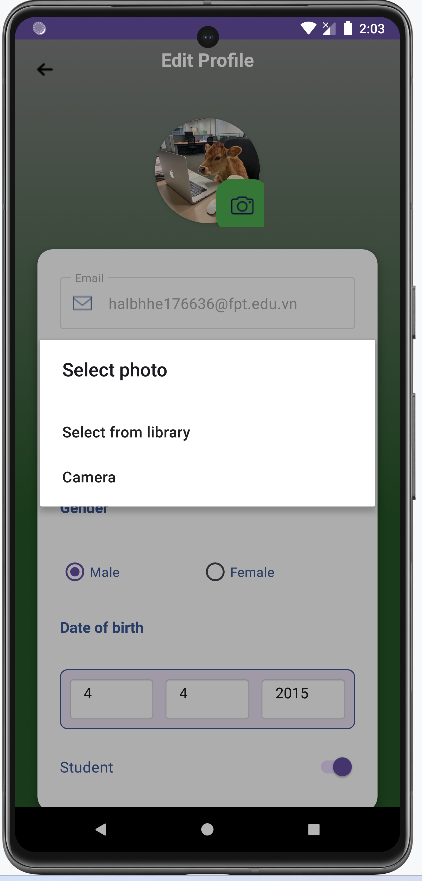 2:03
Edit Profile
Email
halbhhe176636@fpt.edu.vn
Select photo
Select from library
Camera
Gender
Male Female
Date of birth
4 4 2015
Student